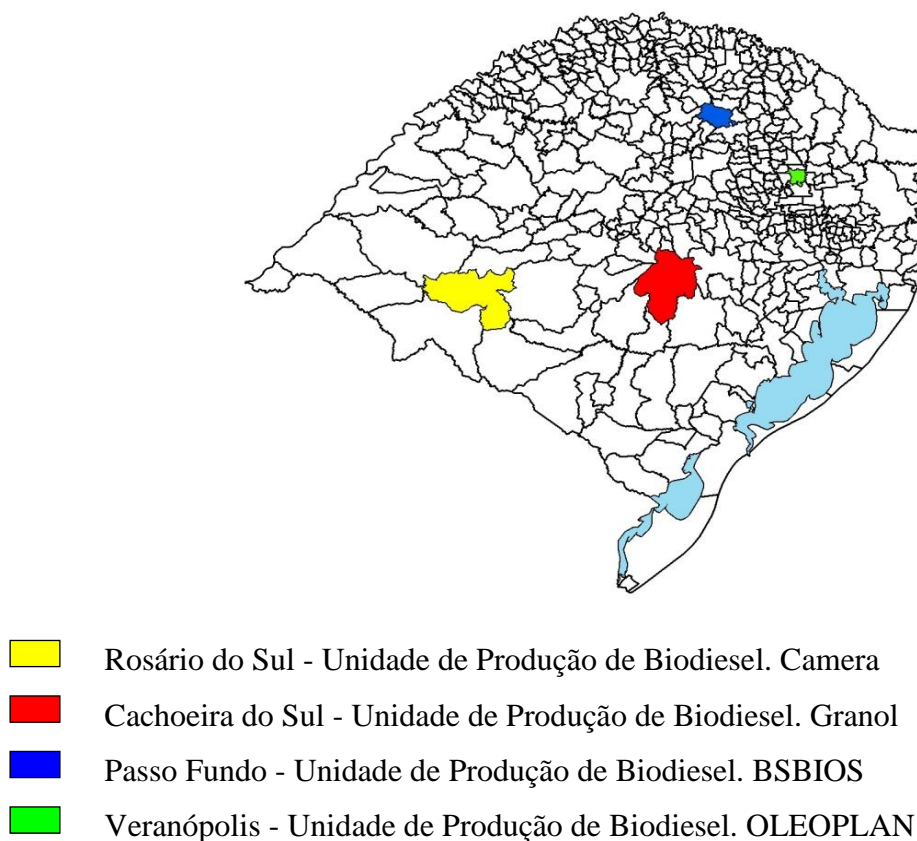 Rosário do Sul - Unidade de Produção de Biodiesel. Camera
Cachoeira do Sul - Unidade de Produção de Biodiesel. Granol
Passo Fundo - Unidade de Produção de Biodiesel. BSBIOS
Veranópolis - Unidade de Produção de Biodiesel. OLEOPLAN